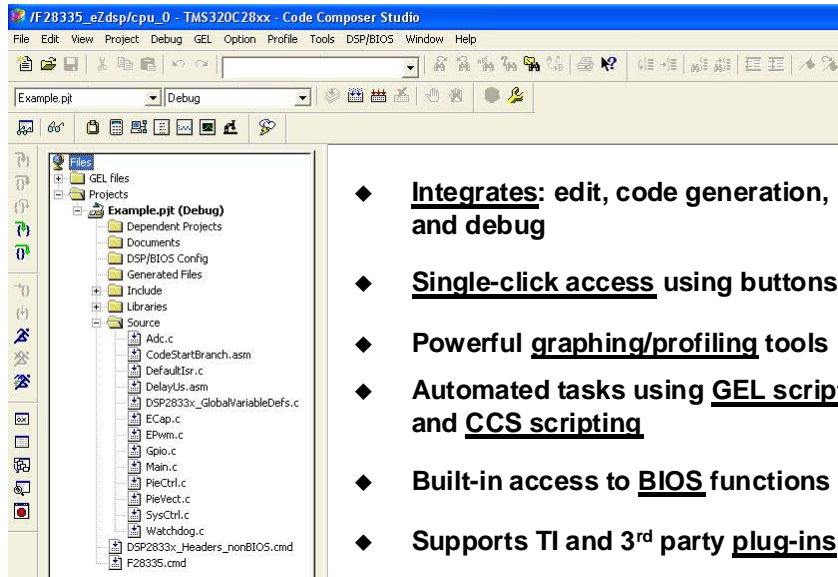 /F28335_eZdsp/cpu_0 - TMS320C28xx - Code Composer Studio
File Edit View Project Debug GEL Option Profile Tools DSP/BIOS Window Help
Example.pjt Debug
Files
GEL files
Projects
Example.pjt (Debug)
Dependent Projects
Documents
DSP/BIOS Config
Generated Files
Include
Libraries
Source
Adc.c
CodeStartBranch.asm
DefaultIsr.c
DelayUs.asm
DSP2833x_GlobalVariableDefs.c
ECap.c
EPwm.c
Gpio.c
Main.c
PieCtrl.c
PieVect.c
SysCtrl.c
Watchdog.c
DSP2833x_Headers_nonBIOS.cmd
F28335.cmd
◆ Integrates: edit, code generation,
and debug
◆ Single-click access using buttons
◆ Powerful graphing/profiling tools
◆ Automated tasks using GEL script
and CCS scripting
◆ Built-in access to BIOS functions
◆ Supports TI and 3rd party plug-ins